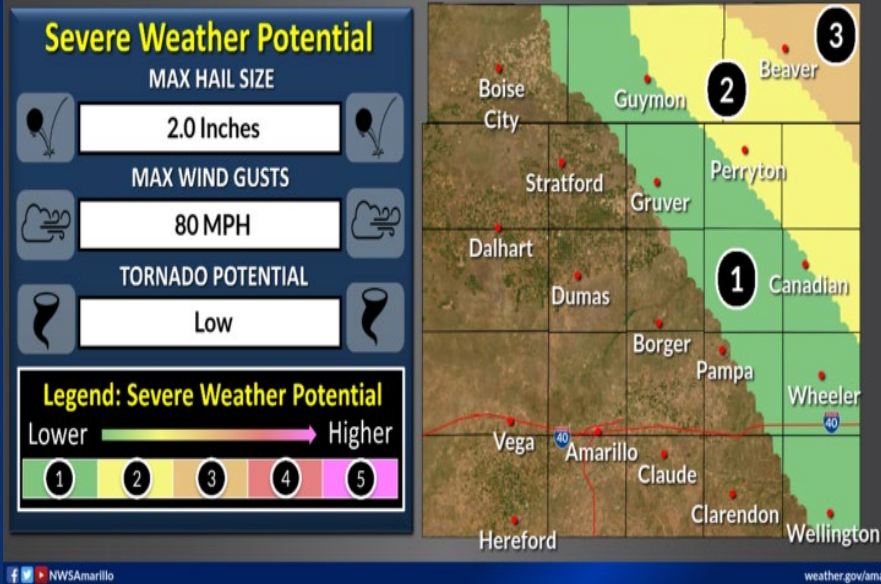 Severe Weather Potential
MAX HAIL SIZE
2.0 Inches
MAX WIND GUSTS
80 MPH
TORNADO POTENTIAL
Low
Legend: Severe Weather Potential
Lower
Higher
1
2
3
4
5
3
Beaver
Boise
City
Guymon
2
Perryton
Stratford
Gruver
Dalhart
1
Canadian
Dumas
Borger
Pampa
Wheeler
40
Vega
40
Amarillo
Claude
Clarendon
Hereford
Wellington
NWSAmarillo
weather.gov/ama